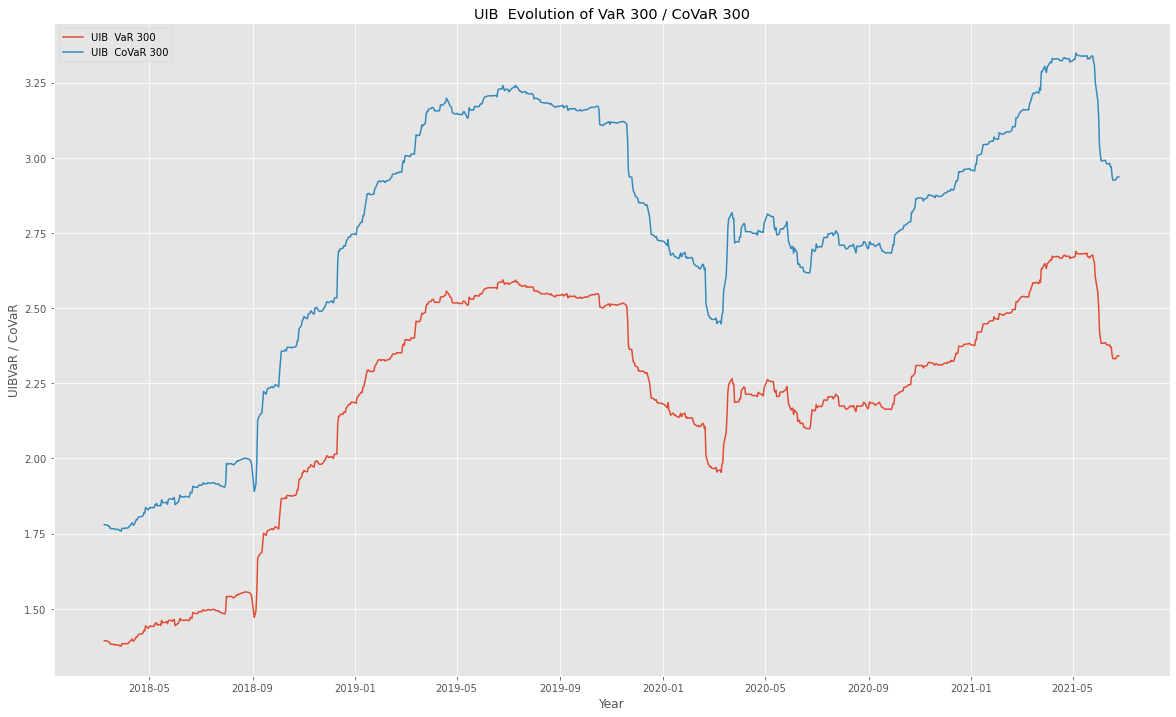 UIB  Evolution of VaR 300 / CoVaR 300
UIB  VaR 300
UIB  CoVaR 300
3.25
3.00
2.75
2.50
2.25
2.00
1.75
1.50
UIBVaR / CoVaR
2018-05 2018-09 2019-01 2019-05 2019-09 2020-01 2020-05 2020-09 2021-01 2021-05
Year